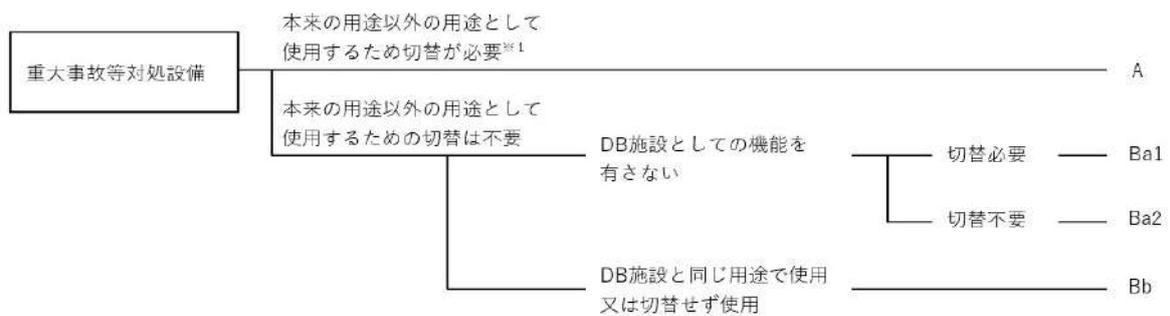 本来の用途以外の用途として
使用するため切替が必要※1
重大事故等対処設備
A
本来の用途以外の用途として
使用するための切替は不要
DB施設としての機能を
有さない
切替必要
Ba1
切替不要
Ba2
DB施設と同じ用途で使用
又は切替せず使用
Bb